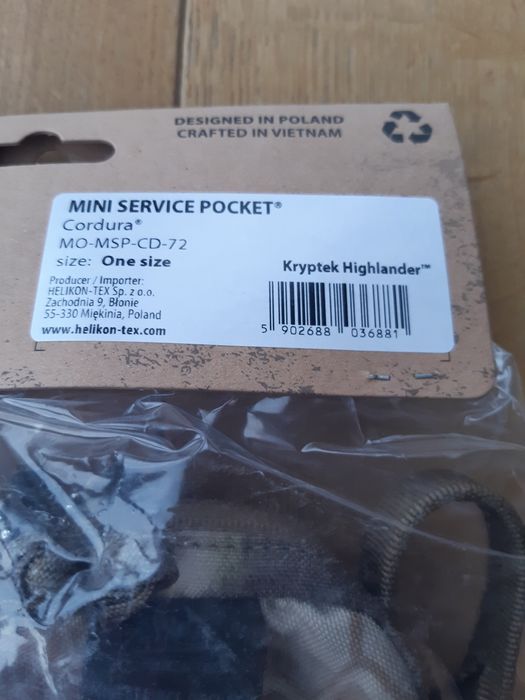 DESIGNED IN POLAND
CRAFTED IN VIETNAM
MINI SERVICE POCKET®
Cordura®
MO-MSP-CD-72
size: One size
Kryptek Highlander™
Producer / Importer:
HELIKON-TEX Sp. z o.o.
Zachodnia 9, Błonie
55-330 Miękinia, Poland
www.helikon-tex.com
5 902688 036881